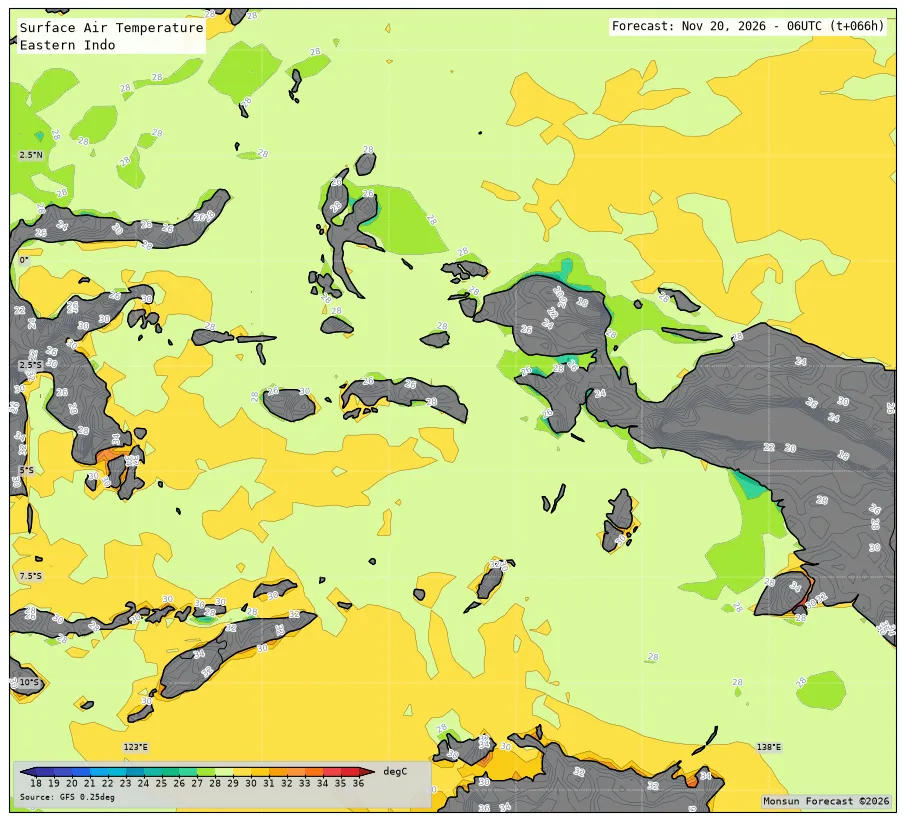 Surface Air Temperature
Eastern Indo
Forecast: Nov 20, 2026 - 06UTC (t+066h)
2.5°N
0°
2.5°S
5°S
7.5°S
10°S
123°E
138°E
degC
18 19 20 21 22 23 24 25 26 27 28 29 30 31 32 33 34 35 36
Source: GFS 0.25deg
Monsun Forecast ©2026